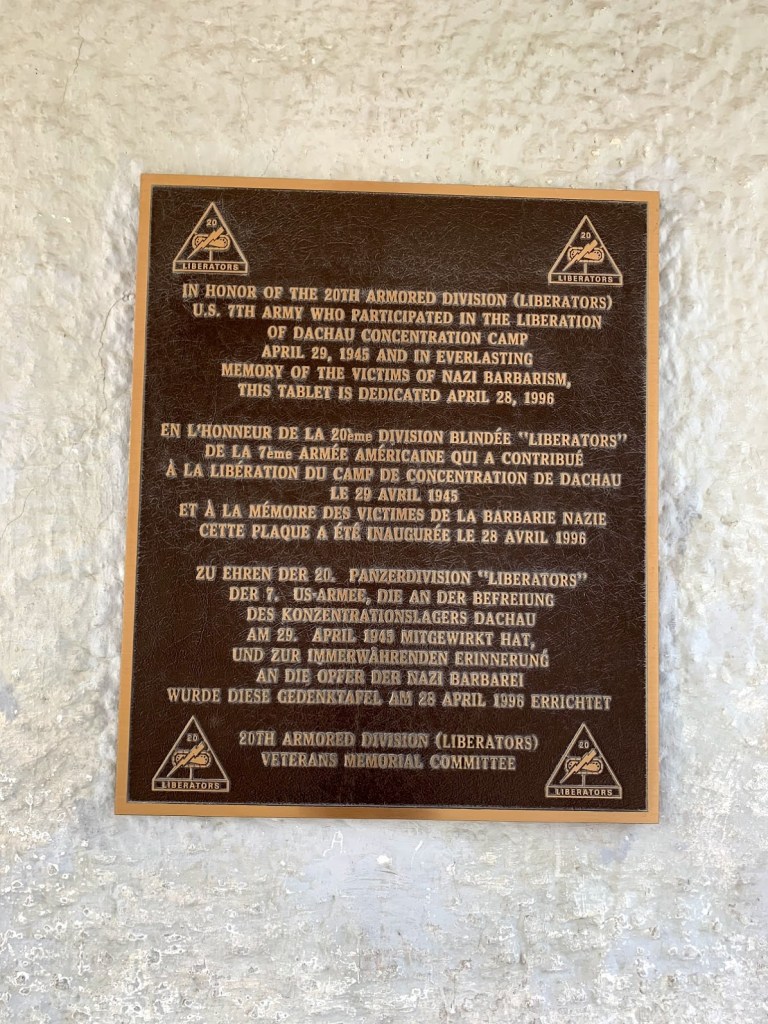 20
LIBERATORS
20
LIBERATORS
IN HONOR OF THE 20TH ARMORED DIVISION (LIBERATORS)
U.S. 7TH ARMY WHO PARTICIPATED IN THE LIBERATION
OF DACHAU CONCENTRATION CAMP
APRIL 29, 1945 AND IN EVERLASTING
MEMORY OF THE VICTIMS OF NAZI BARBARISM,
THIS TABLET IS DEDICATED APRIL 28, 1996
EN L'HONNEUR DE LA 20ème DIVISION BLINDÉE "LIBERATORS"
DE LA 7ème ARMÉE AMÉRICAINE QUI A CONTRIBUÉ
À LA LIBÉRATION DU CAMP DE CONCENTRATION DE DACHAU
LE 29 AVRIL 1945
ET À LA MÉMOIRE DES VICTIMES DE LA BARBARIE NAZIE
CETTE PLAQUE A ÉTÉ INAUGURÉE LE 28 AVRIL 1996
ZU EHREN DER 20. PANZERDIVISION "LIBERATORS"
DER 7. US-ARMEE, DIE AN DER BEFREIUNG
DES KONZENTRATIONSLAGERS DACHAU
AM 29. APRIL 1945 MITGEWIRKT HAT,
UND ZUR IMMERWÄHRENDEN ERINNERUNG
AN DIE OPFER DER NAZI BARBAREI
WURDE DIESE GEDENKTAFEL AM 28 APRIL 1996 ERRICHTET
20TH ARMORED DIVISION (LIBERATORS)
VETERANS MEMORIAL COMMITTEE
20
LIBERATORS
20
LIBERATORS